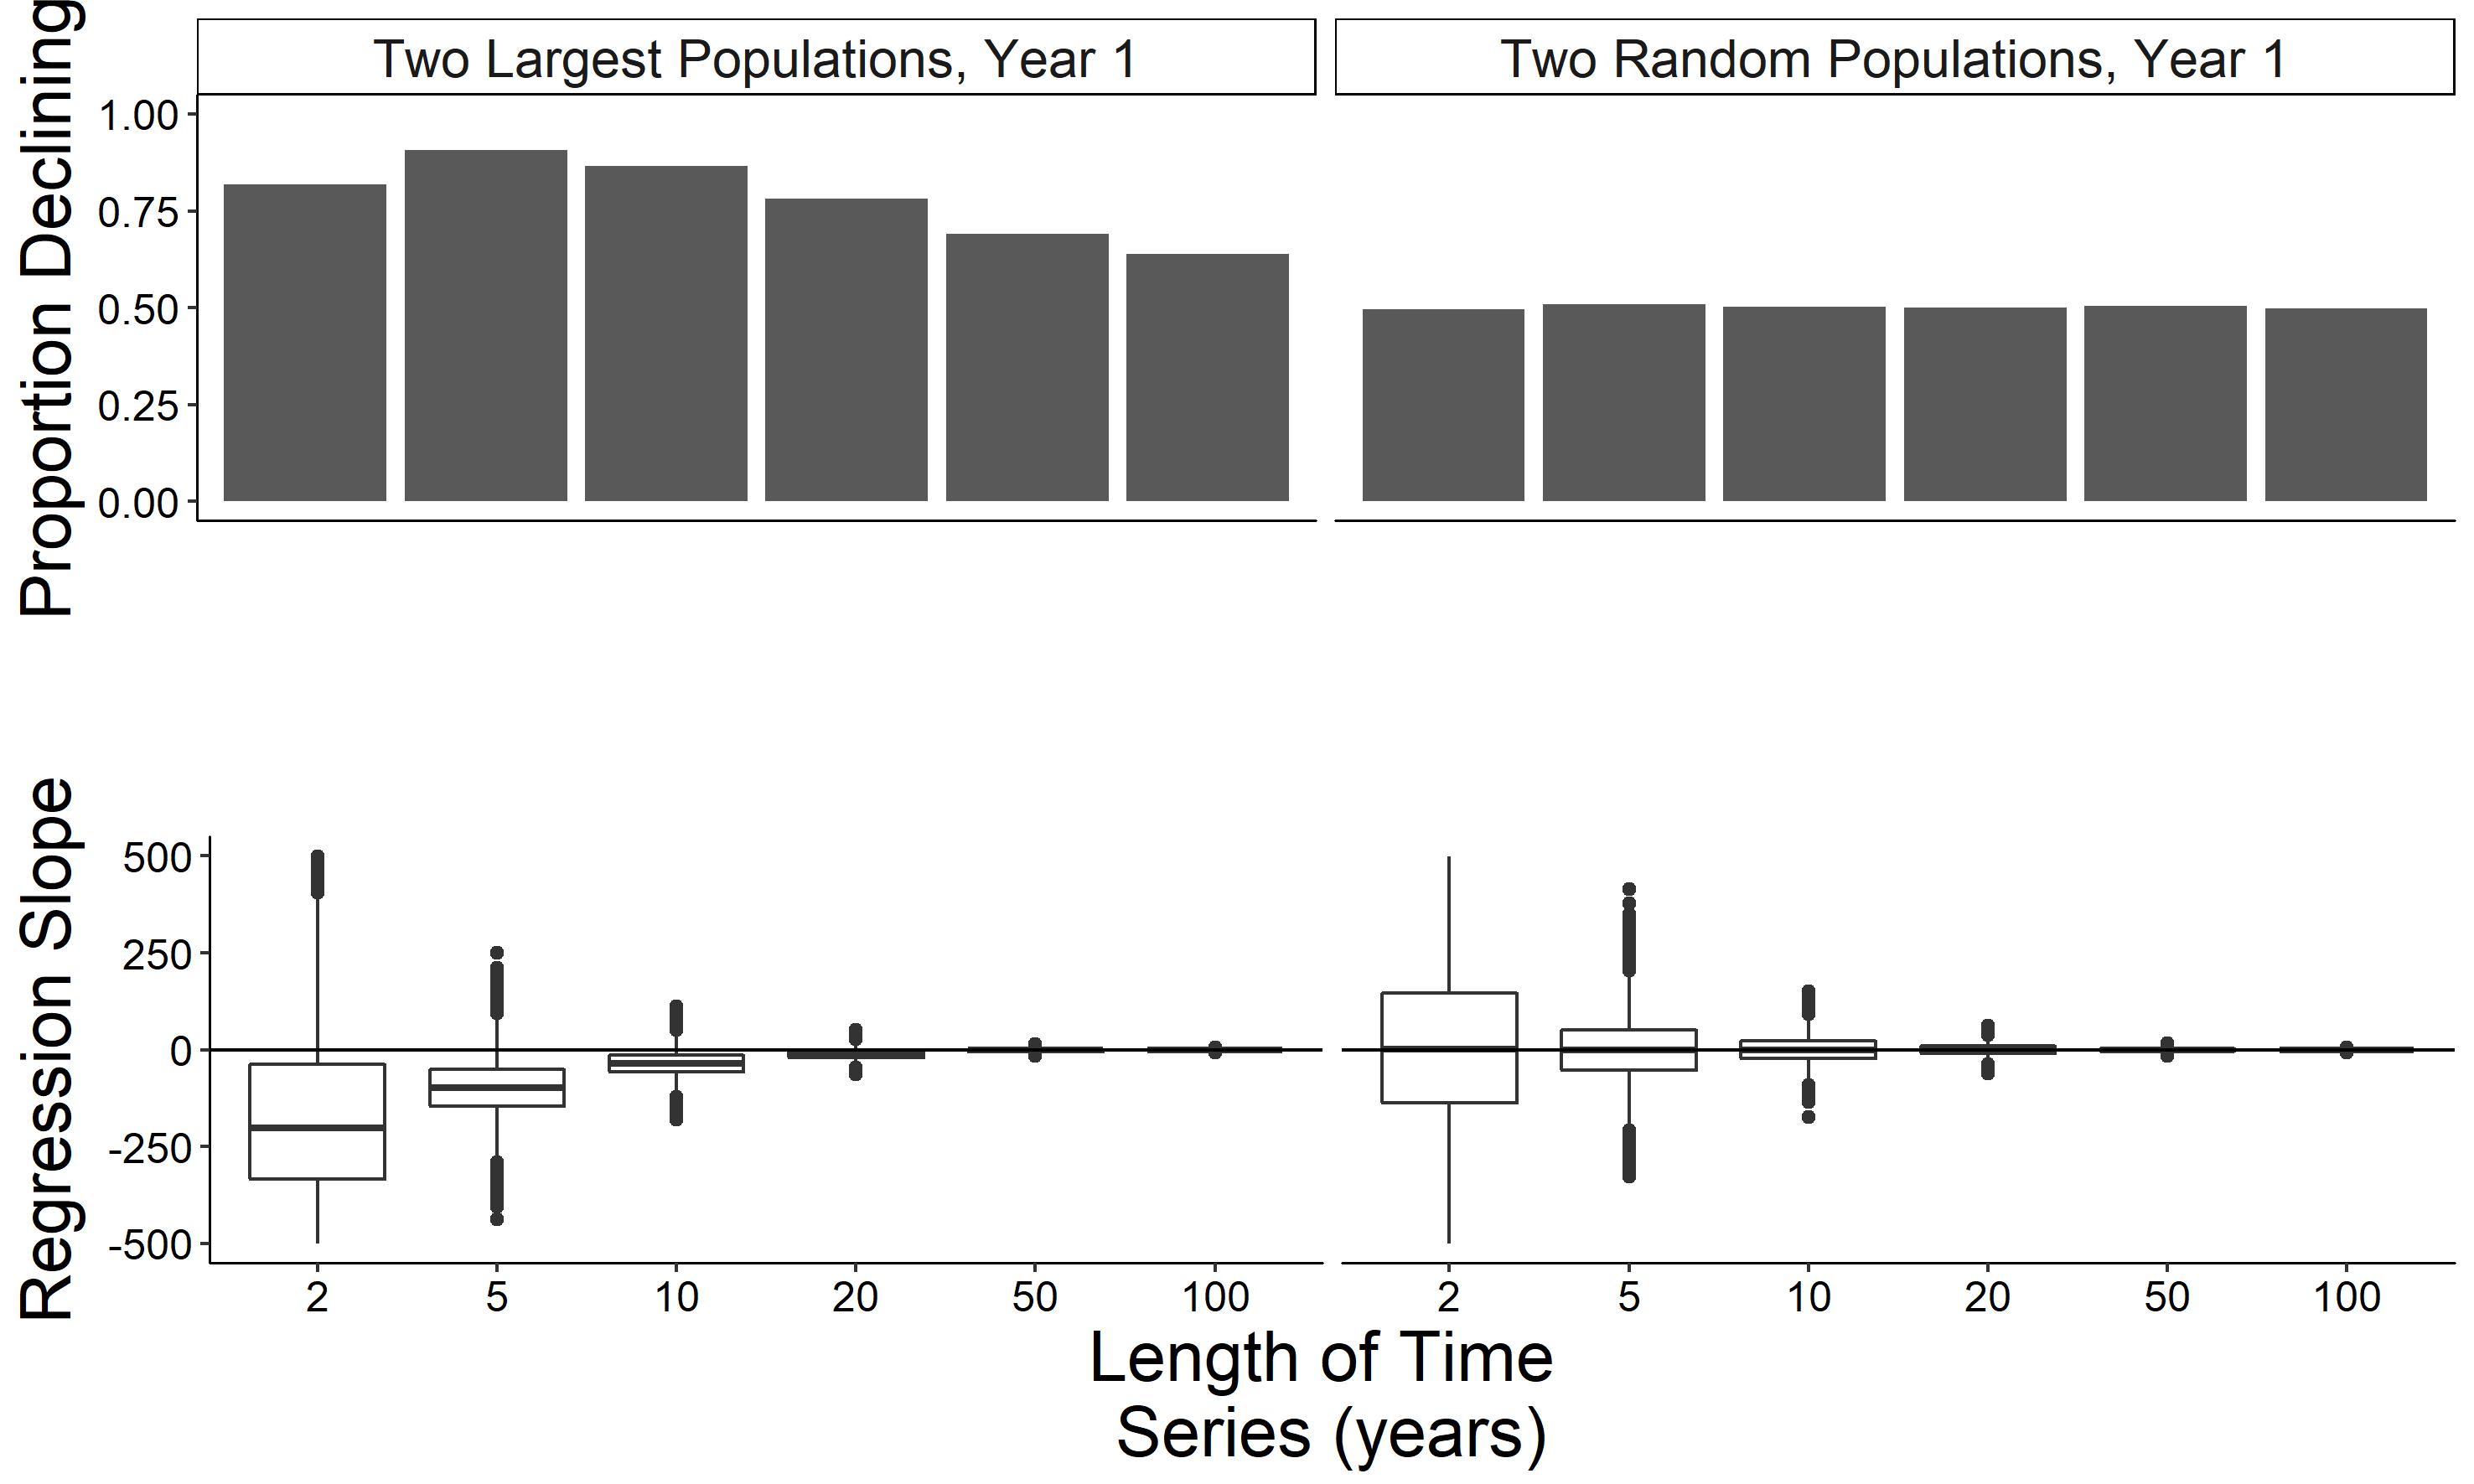 Two Largest Populations, Year 1
Two Random Populations, Year 1
Proportion Declining
1.00
0.75
0.50
0.25
0.00
Regression Slope
500
250
0
-250
-500
2 5 10 20 50 100
2 5 10 20 50 100
Length of Time
Series (years)